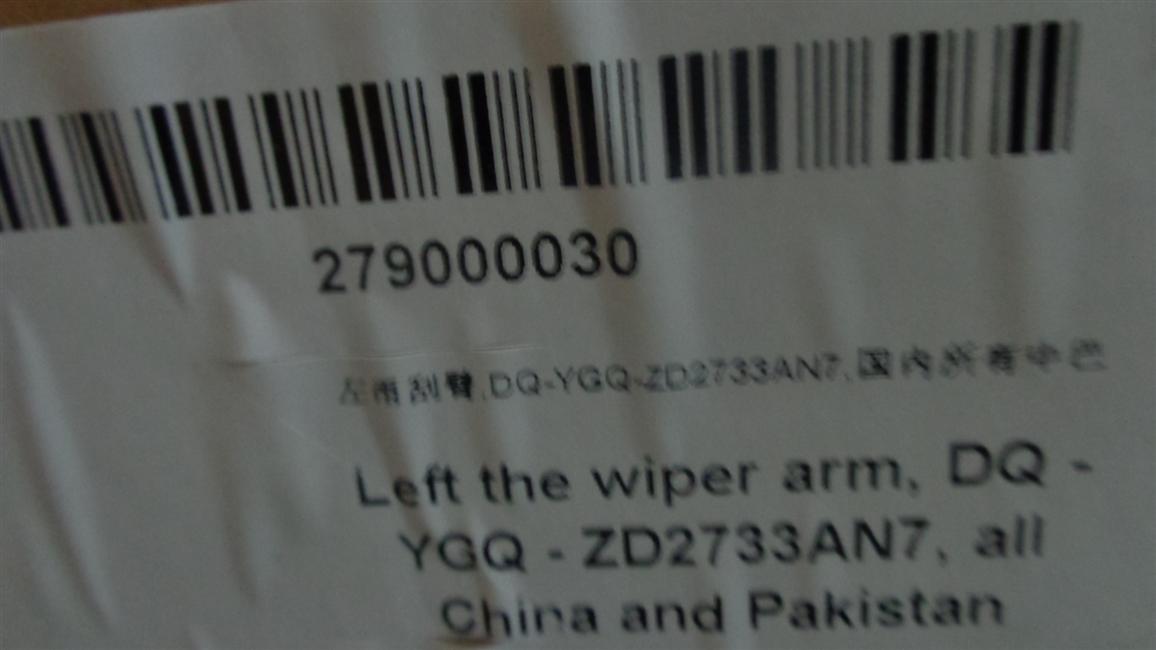 279000030
左雨刮臂,DQ-YGQ-ZD2733AN7,国内所有中巴
Left the wiper arm, DQ -
YGQ - ZD2733AN7, all
China and Pakistan